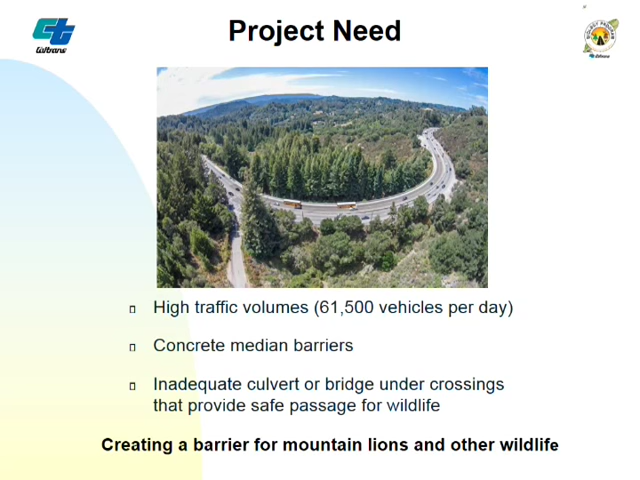 Project Need
Caltrans
High traffic volumes (61,500 vehicles per day)
Concrete median barriers
Inadequate culvert or bridge under crossings
that provide safe passage for wildlife
Creating a barrier for mountain lions and other wildlife